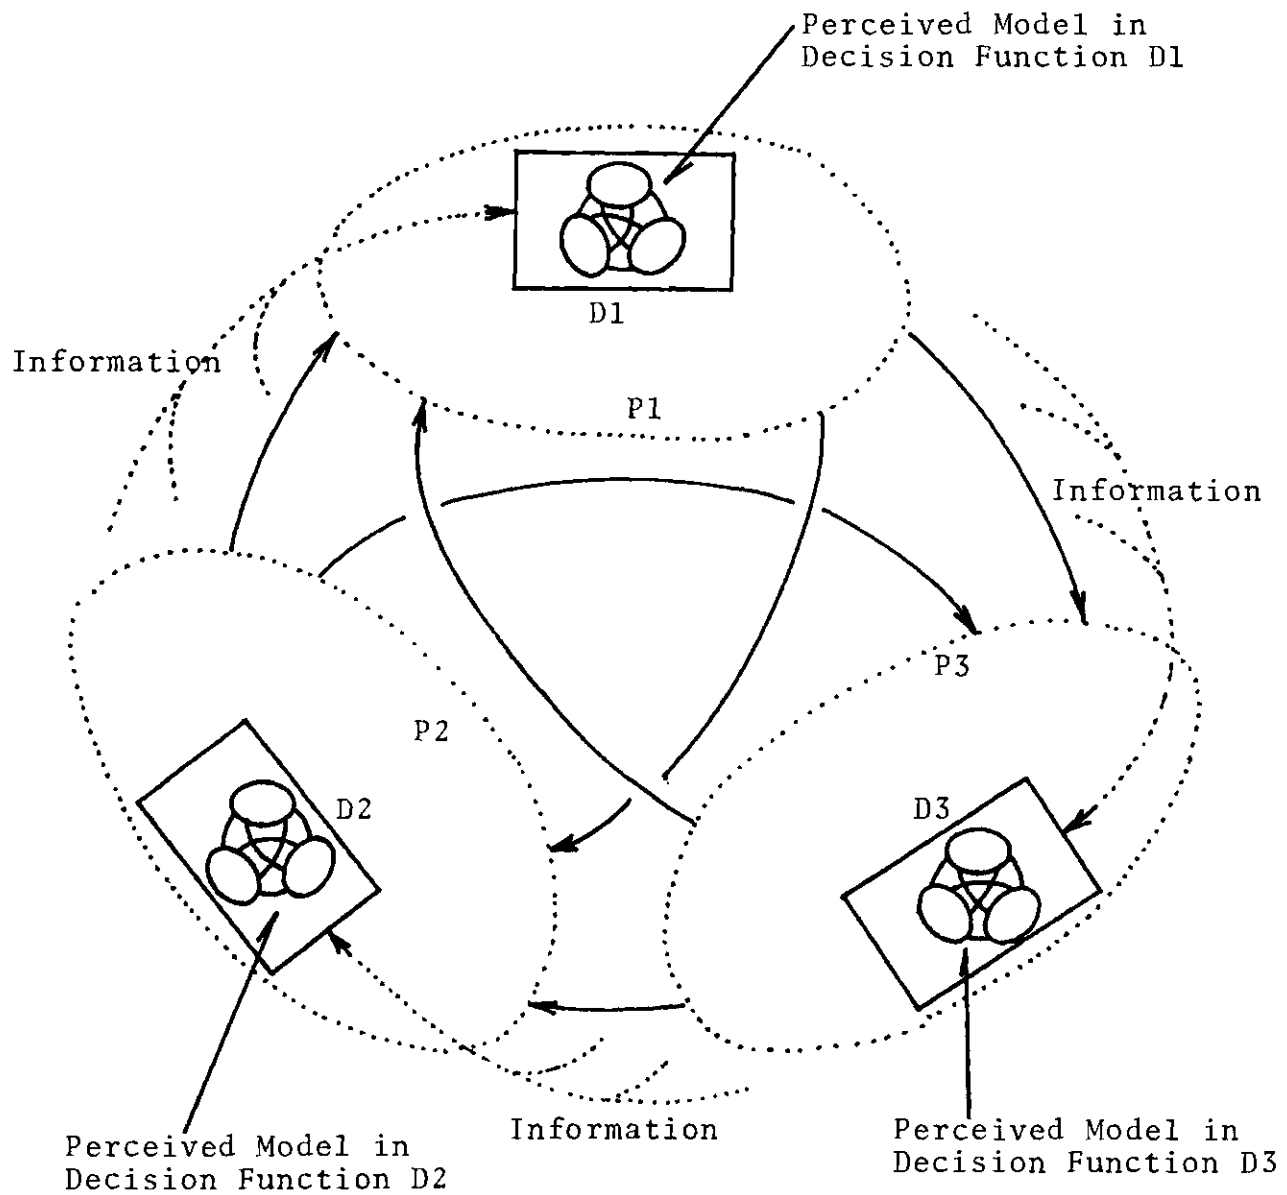 Perceived Model in
Decision Function D1
D1
Information
P1
Information
P3
P2
D2
D3
Information
Perceived Model in
Decision Function D2
Perceived Model in
Decision Function D3